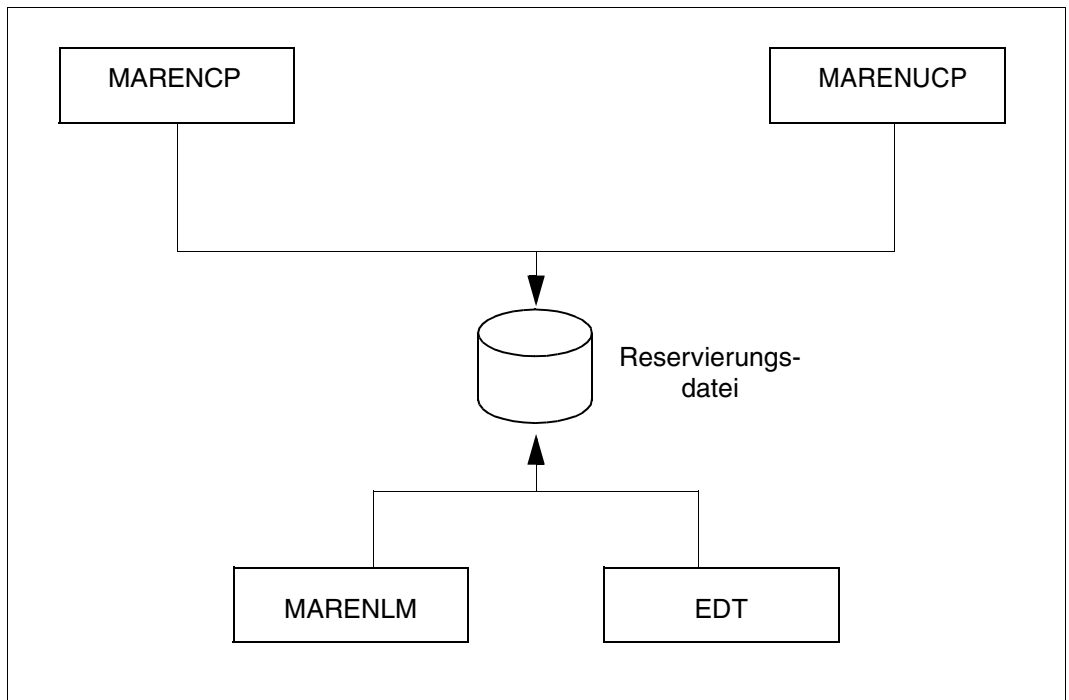 MARENCP
MARENUCP
Reservierungs-
datei
MARENLM
EDT